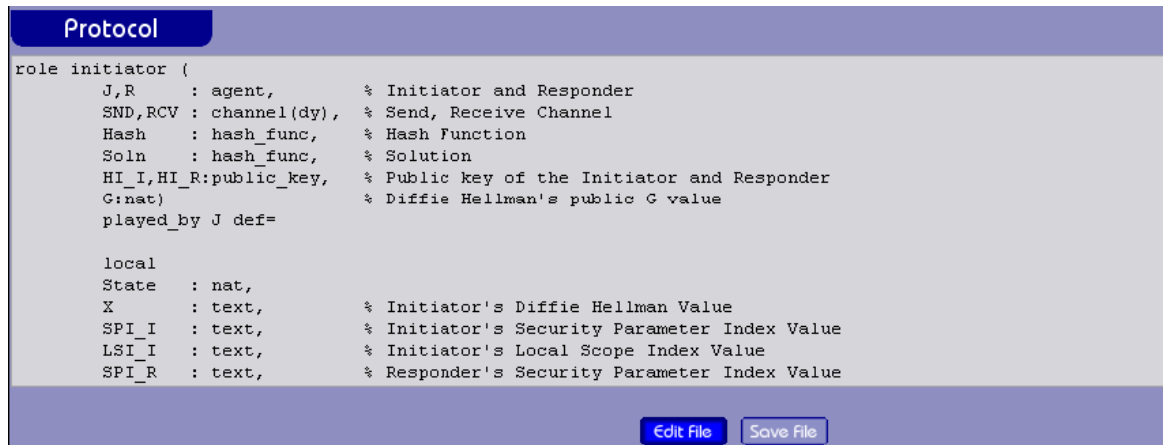 Protocol
role initiator (
J,R : agent, % Initiator and Responder
SND,RCV : channel(dy), % Send, Receive Channel
Hash : hash_func, % Hash Function
Soln : hash_func, % Solution
HI_I,HI_R:public_key, % Public key of the Initiator and Responder
G:nat) % Diffie Hellman's public G value
played_by J def=
local
State : nat,
X : text, % Initiator's Diffie Hellman Value
SPI_I : text, % Initiator's Security Parameter Index Value
LSI_I : text, % Initiator's Local Scope Index Value
SPI_R : text, % Responder's Security Parameter Index Value
Edit File Save File